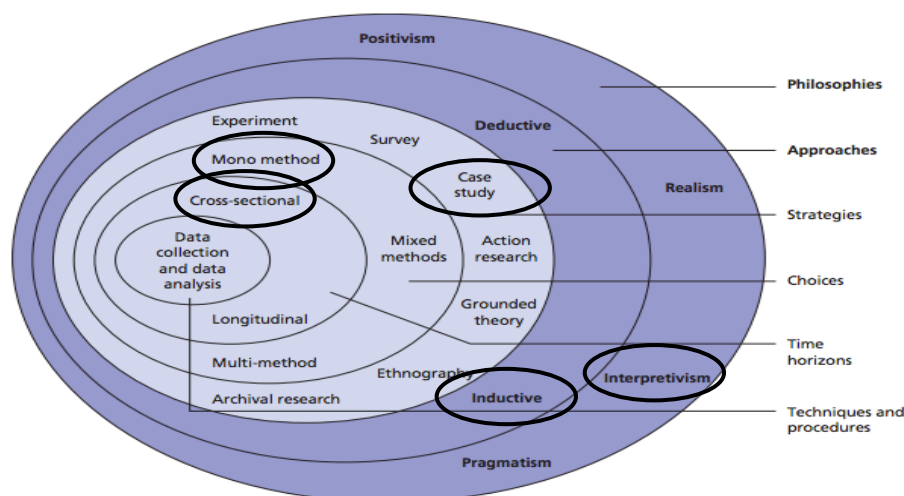 Positivism
Philosophies
Experiment
Deductive
Survey
Approaches
Mono method
Case
study
Realism
Cross-sectional
Strategies
Data
collection
and data
analysis
Mixed
methods
Action
research
Choices
Grounded
theory
Longitudinal
Time
horizons
Multi-method
Ethnography
Interpretivism
Archival research
Inductive
Techniques and
procedures
Pragmatism